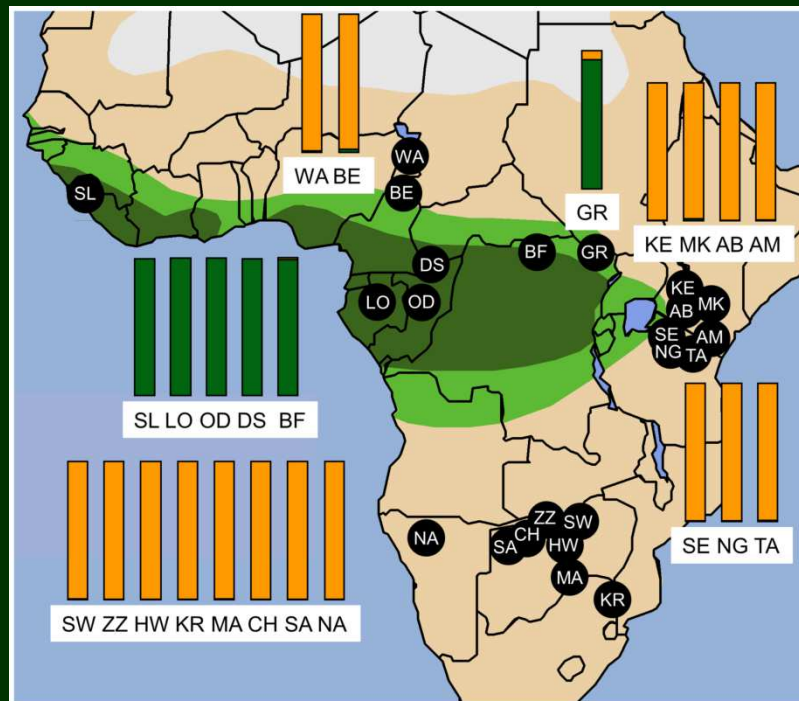 WA BE
GR
KE MK AB AM
SL LO OD DS BF
SE NG TA
SW ZZ HW KR MA CH SA NA
WA
BE
SL
DS
BF
GR
LO
OD
KE
MK
AB
SE
AM
NG
TA
NA
SA
CH
ZZ
SW
HW
MA
KR